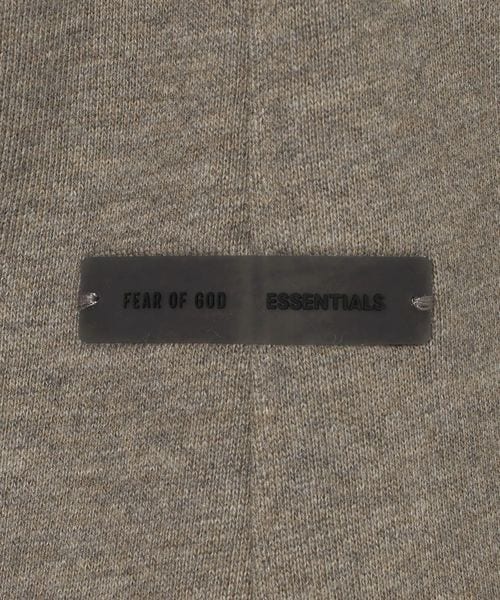 FEAR OF GOD ESSENTIALS